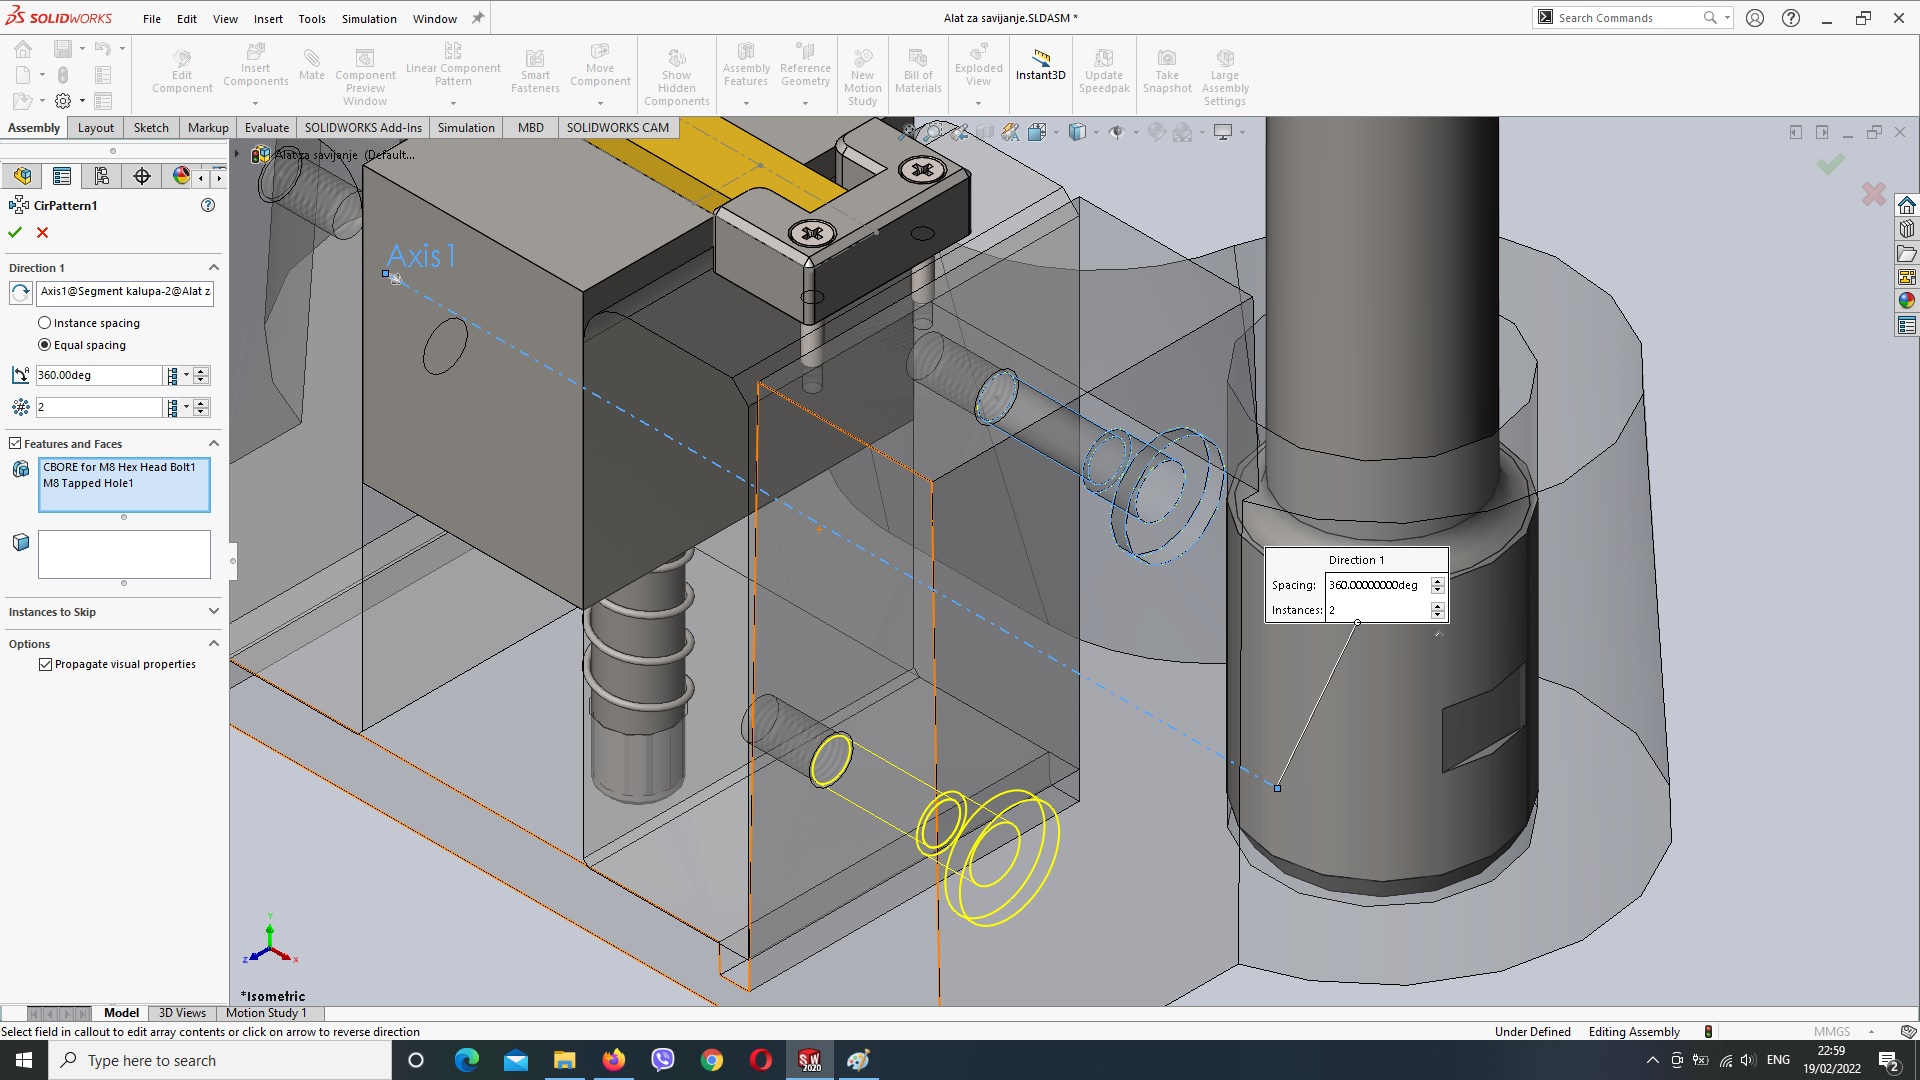 SOLIDWORKS
File Edit View Insert Tools Simulation Window
Alat za savijanje.SLDASM *
Search Commands
Edit Component
Insert Components
Mate
Component Preview Window
Linear Component Pattern
Smart Fasteners
Move Component
Show Hidden Components
Assembly Features
Reference Geometry
New Motion Study
Bill of Materials
Exploded View
Instant3D
Update Speedpak
Take Snapshot
Large Assembly Settings
Assembly Layout Sketch Markup Evaluate SOLIDWORKS Add-Ins Simulation MBD SOLIDWORKS CAM
Alat za savijanje (Default...
CirPattern1
Direction 1
Axis1@Segment kalupa-2@Alat z
Instance spacing
Equal spacing
360.00deg
2
Features and Faces
CBORE for M8 Hex Head Bolt1
M8 Tapped Hole1
Instances to Skip
Options
Propagate visual properties
Axis1
Direction 1
Spacing: 360.00000000deg
Instances: 2
Y
Z
X
*Isometric
Model 3D Views Motion Study 1
Select field in callout to edit array contents or click on arrow to reverse direction
Under Defined Editing Assembly MMGS
Type here to search
SW 2020
ENG
22:59
19/02/2022
2